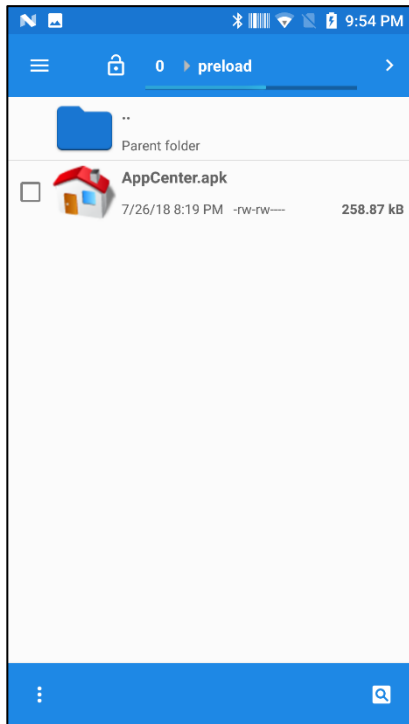 9:54 PM
0 preload
..
Parent folder
AppCenter.apk
7/26/18 8:19 PM -rw-rw---- 258.87 kB